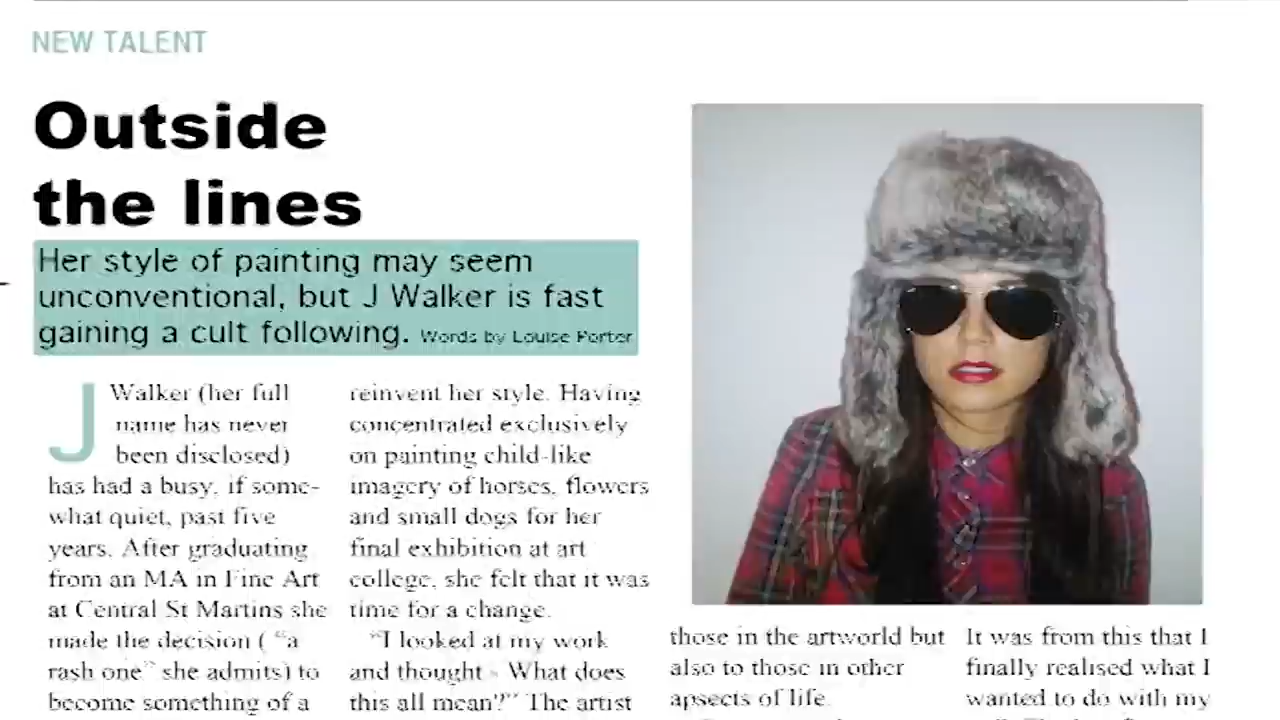 NEW TALENT
Outside
the lines
Her style of painting may seem
unconventional, but J Walker is fast
gaining a cult following. Words by Louise Porter
J Walker (her full
name has never
been disclosed)
has had a busy, if some-
what quiet, past five
years. After graduating
from an MA in Fine Art
at Central St Martins she
made the decision ( "a
rash one" she admits) to
become something of a
reinvent her style. Having
concentrated exclusively
on painting child-like
imagery of horses, flowers
and small dogs for her
final exhibition at art
college, she felt that it was
time for a change.
"I looked at my work
and thought - What does
this all mean?" The artist
those in the artworld but
also to those in other
apsects of life.
It was from this that I
finally realised what I
wanted to do with my